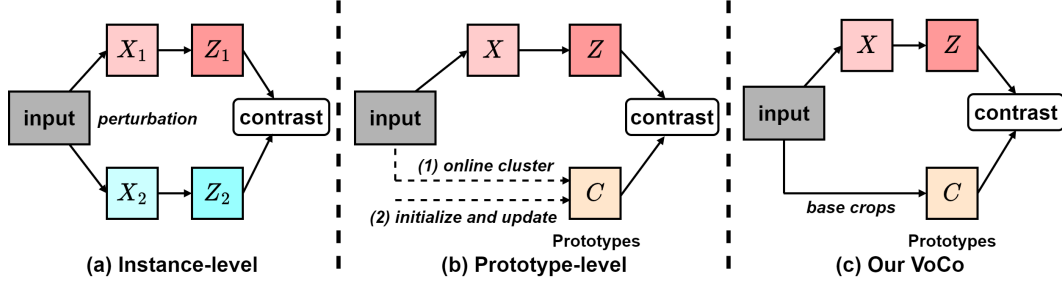 X₁
Z₁
input
perturbation
contrast
X₂
Z₂
(a) Instance-level
X
Z
input
contrast
(1) online cluster
C
(2) initialize and update
Prototypes
(b) Prototype-level
X
Z
input
contrast
C
base crops
Prototypes
(c) Our VoCo